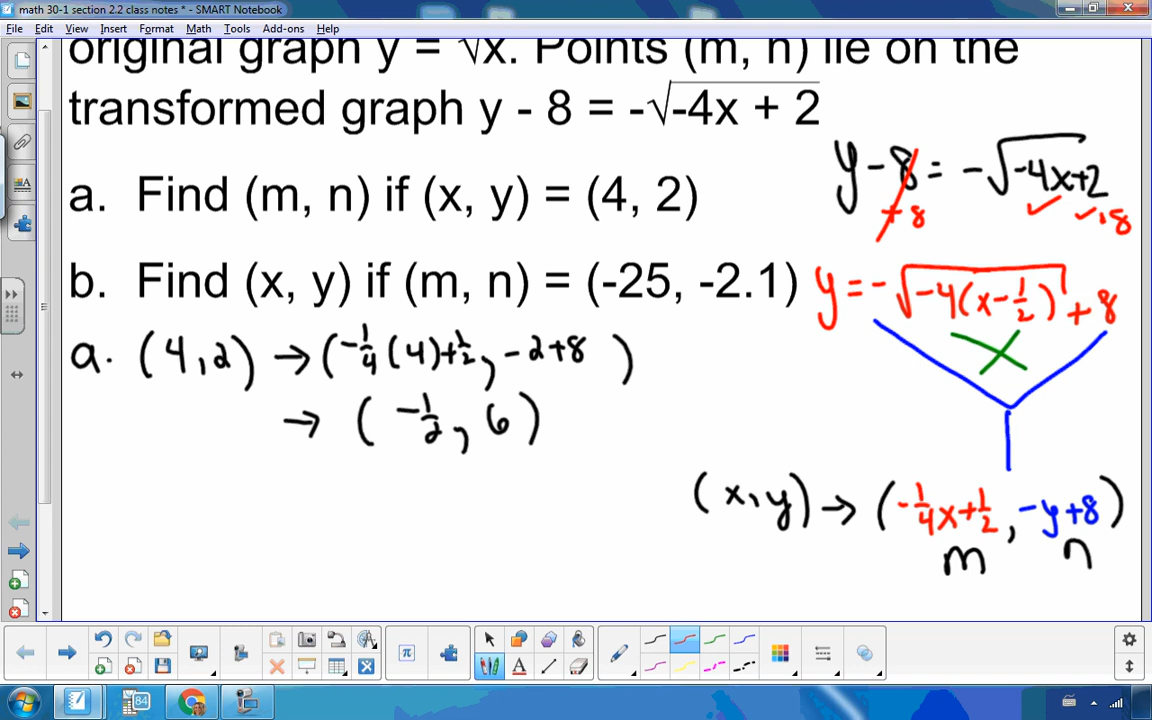 math 30-1 section 2.2 class notes * - SMART Notebook
File Edit View Insert Format Math Tools Add-ons Help
original graph y = √x. Points (m, n) lie on the
transformed graph y - 8 = -√-4x + 2
y - 8 = -√-4x+2
+ 8
+ 8
a. Find (m, n) if (x, y) = (4, 2)
b. Find (x, y) if (m, n) = (-25, -2.1)
y = -√-4(x - 1/2) + 8
a. (4, 2) → (-1/4 (4) + 1/2, -2+8 )
→ ( -1/2, 6 )
(x, y) → (-1/4 x + 1/2, -y+8 )
m n
π
A
84